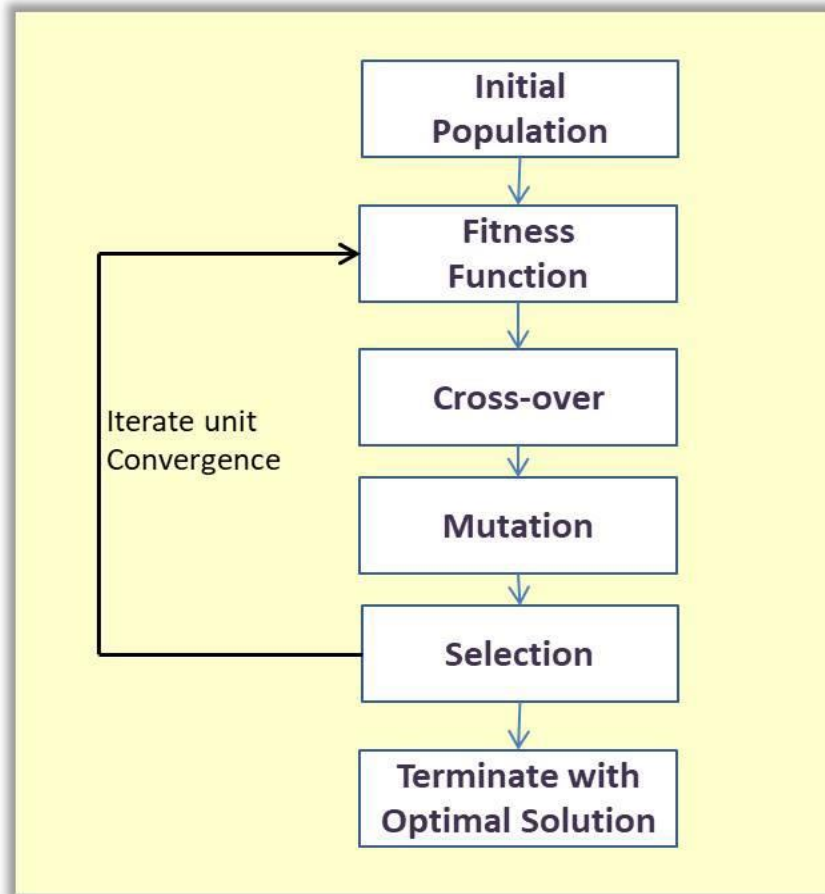 Initial
Population
Fitness
Function
Cross-over
Iterate unit
Convergence
Mutation
Selection
Terminate with
Optimal Solution